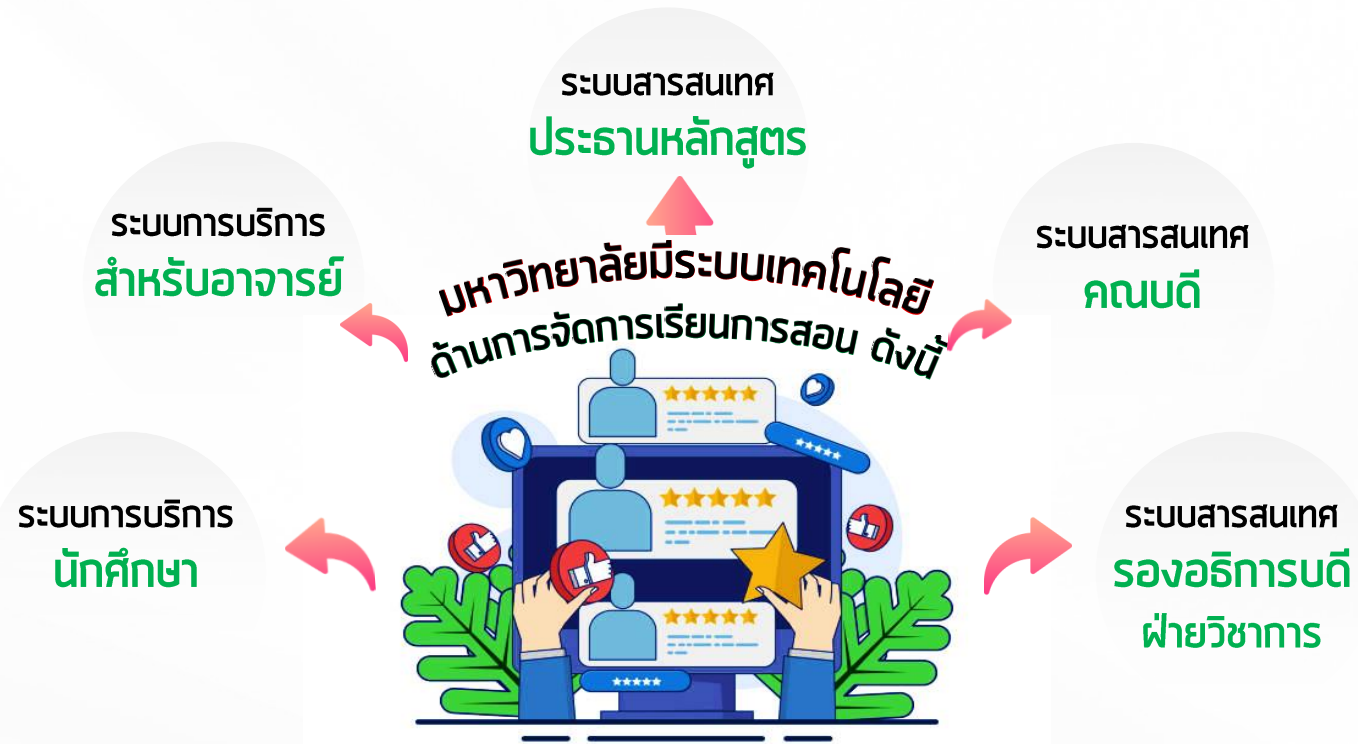 ระบบสารสนเทศ
ประธานหลักสูตร
ระบบการบริการ
สำหรับอาจารย์
ระบบสารสนเทศ
คณบดี
มหาวิทยาลัยมีระบบเทคโนโลยี
ด้านการจัดการเรียนการสอน ดังนี้
ระบบการบริการ
นักศึกษา
ระบบสารสนเทศ
รองอธิการบดี
ฝ่ายวิชาการ